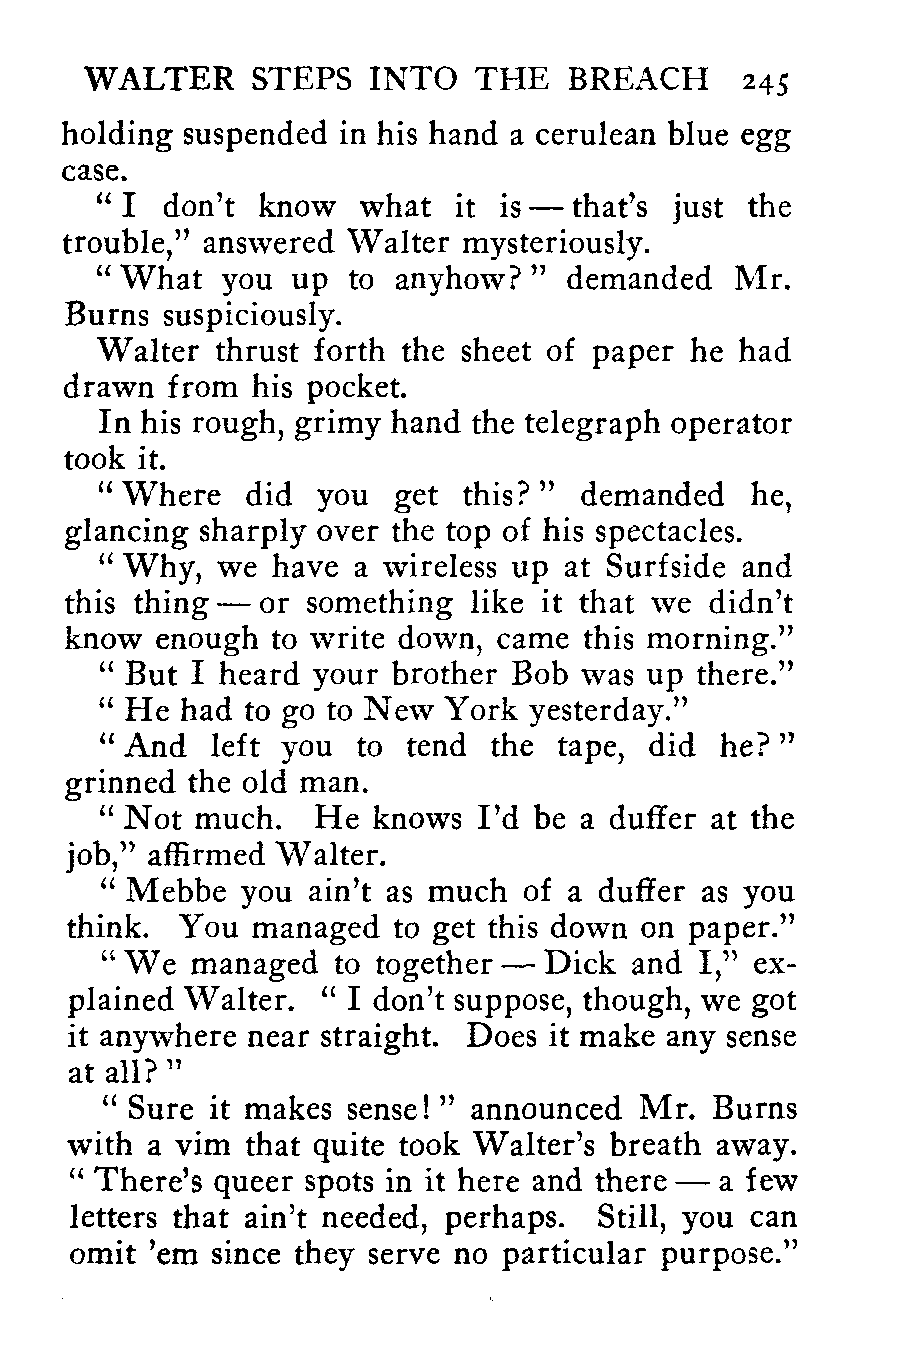 WALTER STEPS INTO THE BREACH 245
holding suspended in his hand a cerulean blue egg
case.
“ I don’t know what it is — that’s just the
trouble,” answered Walter mysteriously.
“ What you up to anyhow? ” demanded Mr.
Burns suspiciously.
Walter thrust forth the sheet of paper he had
drawn from his pocket.
In his rough, grimy hand the telegraph operator
took it.
“ Where did you get this? ” demanded he,
glancing sharply over the top of his spectacles.
“ Why, we have a wireless up at Surfside and
this thing — or something like it that we didn’t
know enough to write down, came this morning.”
“ But I heard your brother Bob was up there.”
“ He had to go to New York yesterday.”
“ And left you to tend the tape, did he? ”
grinned the old man.
“ Not much. He knows I’d be a duffer at the
job,” affirmed Walter.
“ Mebbe you ain’t as much of a duffer as you
think. You managed to get this down on paper.”
“ We managed to together — Dick and I,” ex-
plained Walter. “ I don’t suppose, though, we got
it anywhere near straight. Does it make any sense
at all? ”
“ Sure it makes sense! ” announced Mr. Burns
with a vim that quite took Walter’s breath away.
“ There’s queer spots in it here and there — a few
letters that ain’t needed, perhaps. Still, you can
omit ’em since they serve no particular purpose.”